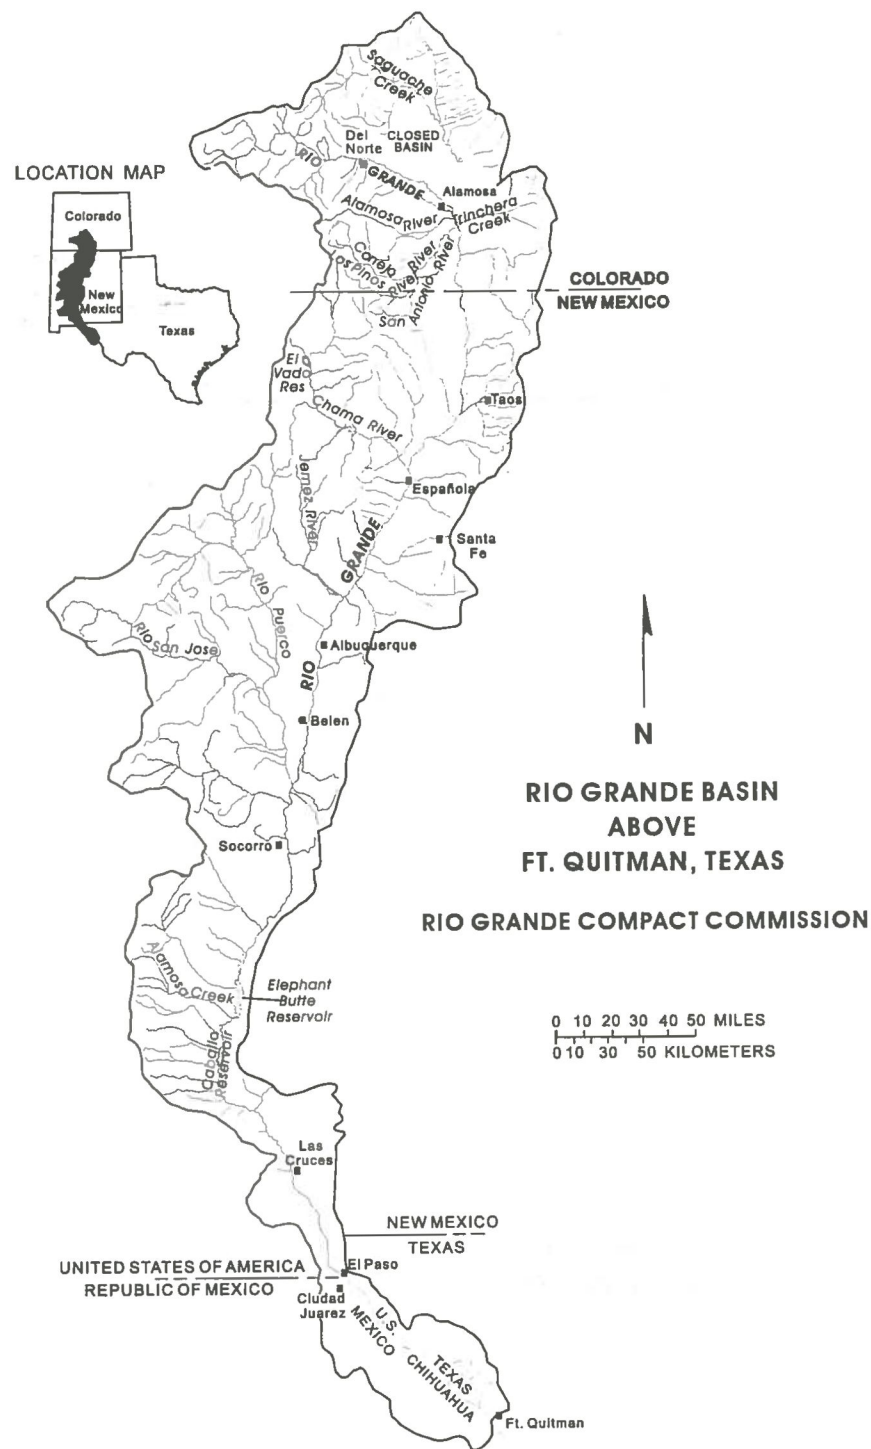 Saguache
Creek
Del
Norte
CLOSED
BASIN
RIO
GRANDE
Alamosa
Alamosa River
Trinchera
Creek
LOCATION MAP
Colorado
New
Mexico
Texas
Conejo River
os Pinos River
San Antonio River
COLORADO
NEW MEXICO
El
Vado
Res
Chama River
Taos
Jemez River
Española
GRANDE
Santa
Fe
Rio Puerco
Rio San Jose
Albuquerque
RIO
Belen
N
RIO GRANDE BASIN
ABOVE
FT. QUITMAN, TEXAS
Socorro
RIO GRANDE COMPACT COMMISSION
Alamosa Creek
Elephant
Butte
Reservoir
Caballo
Reservoir
0 10 20 30 40 50 MILES
0 10 30 50 KILOMETERS
Las
Cruces
NEW MEXICO
TEXAS
UNITED STATES OF AMERICA
REPUBLIC OF MEXICO
El Paso
Ciudad
Juarez
U.S.
MEXICO
TEXAS
CHIHUAHUA
Ft. Quitman